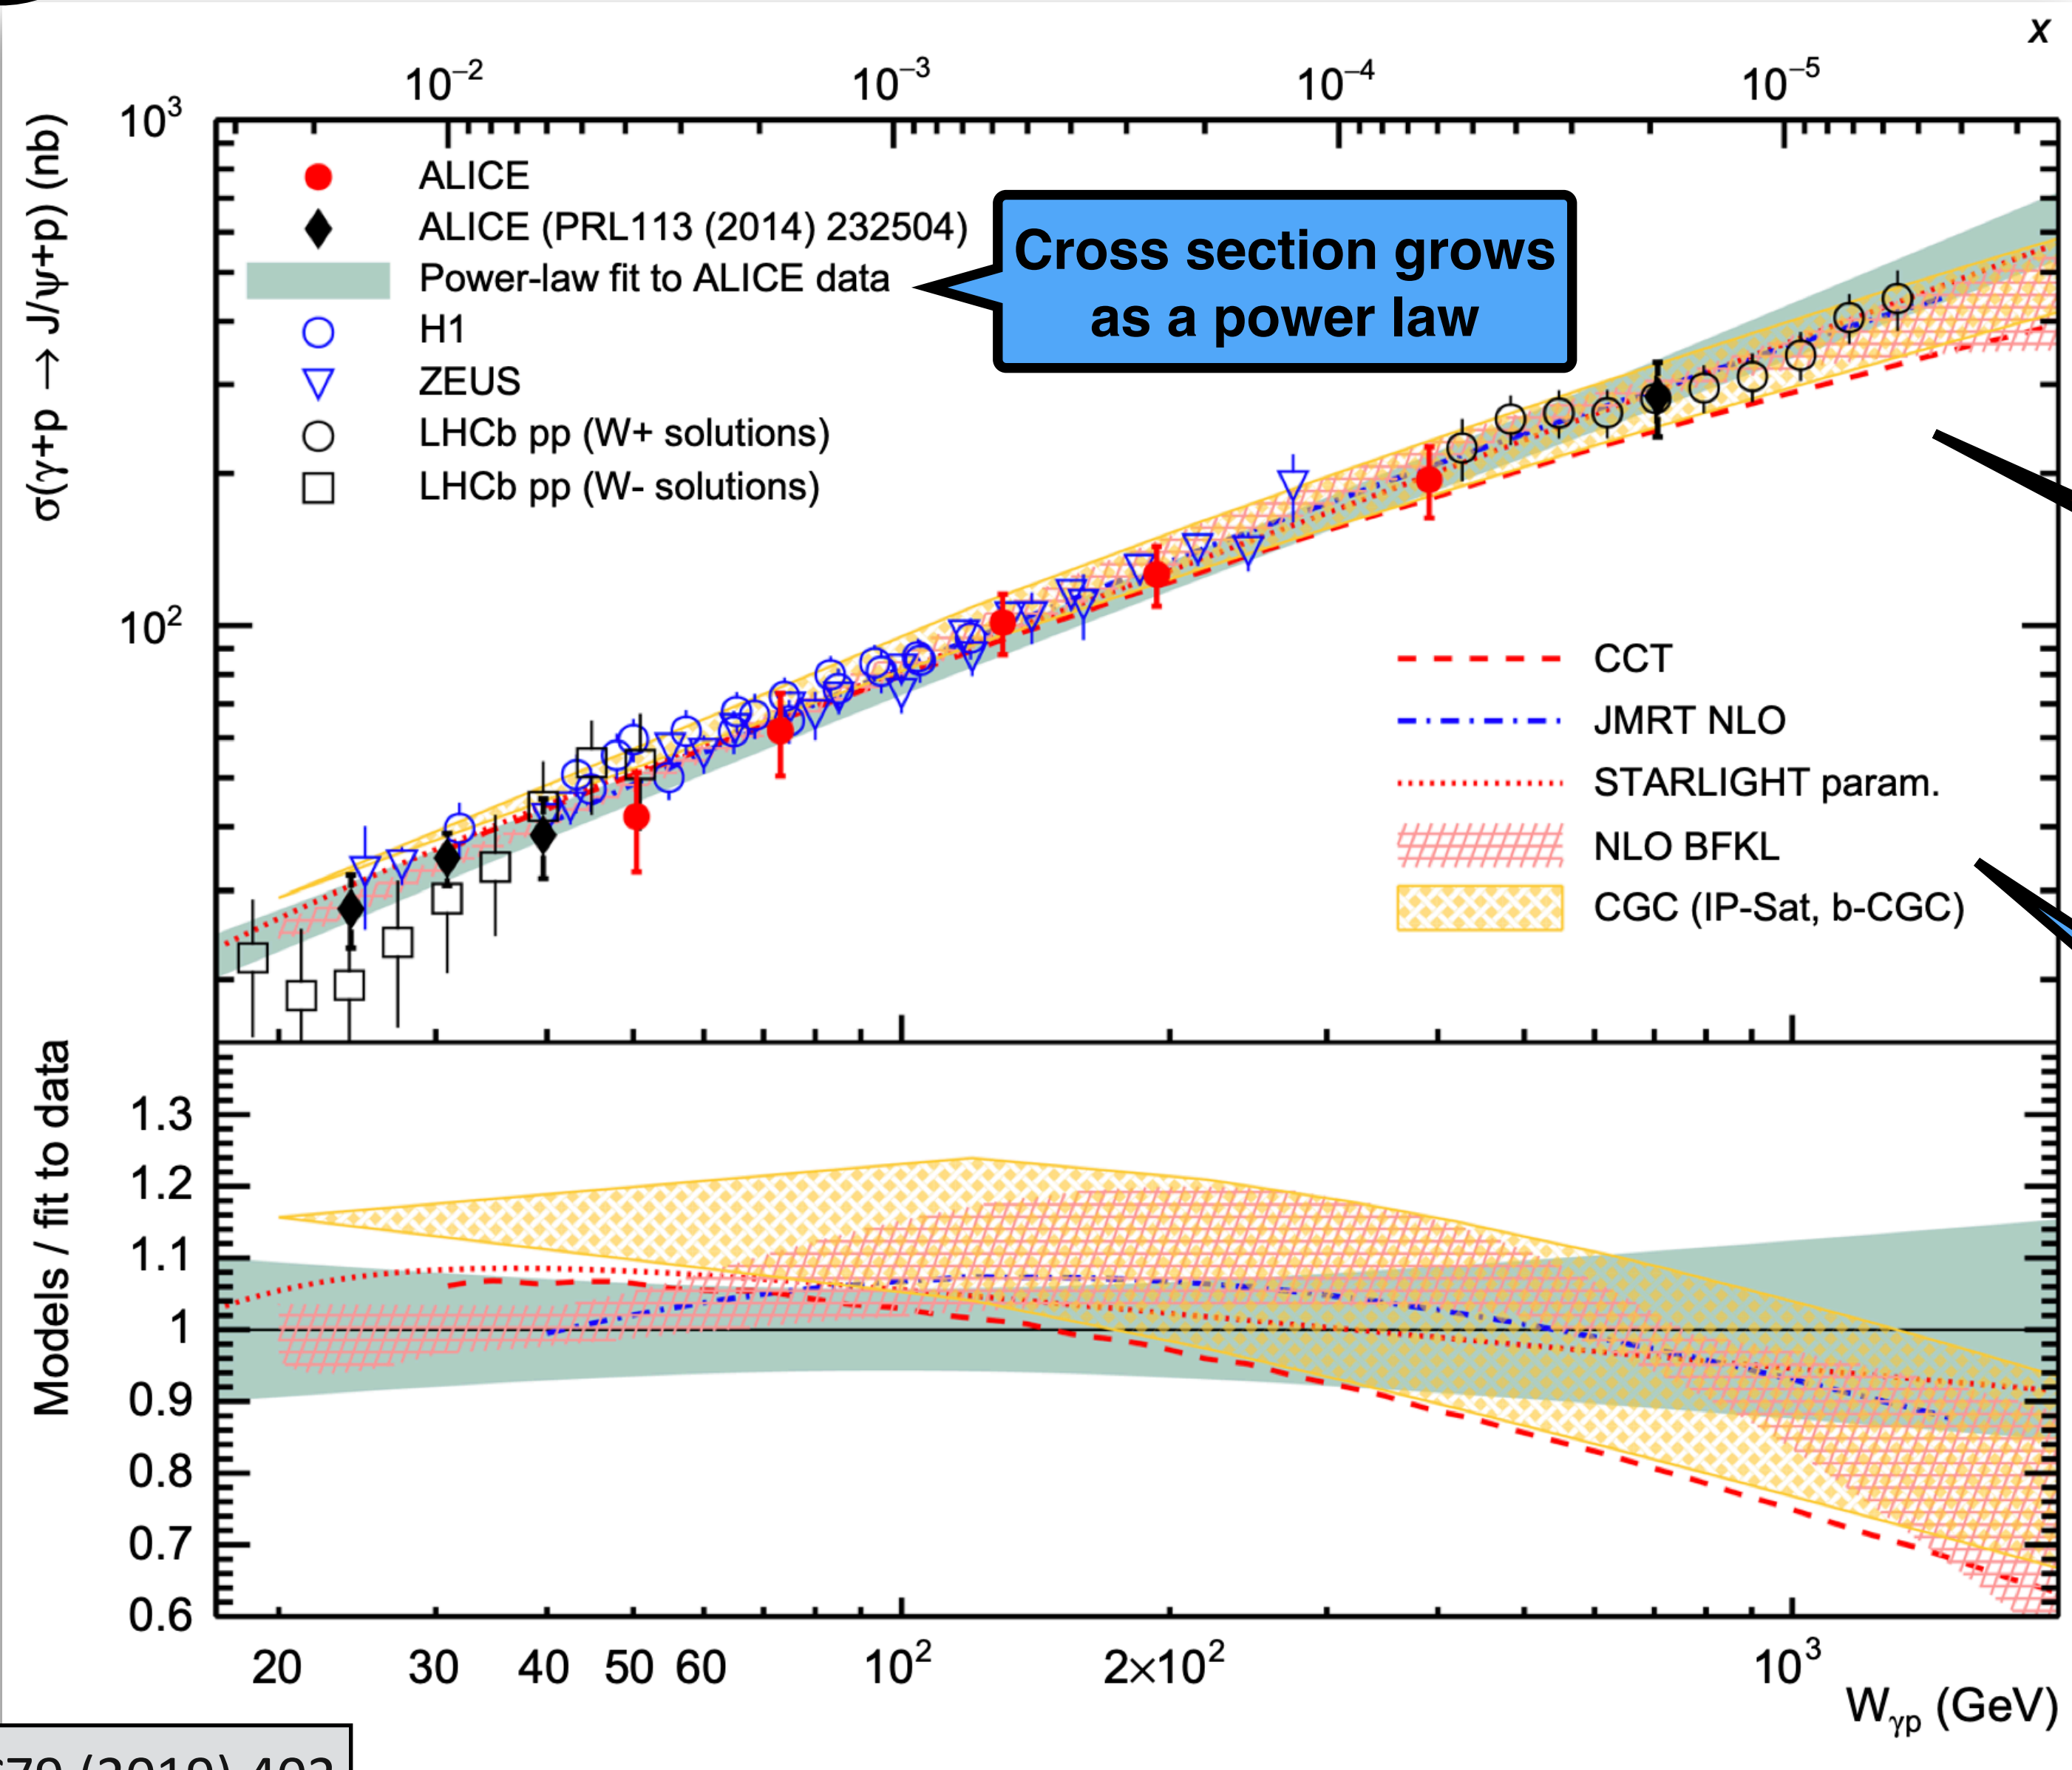 x
10⁻² 10⁻³ 10⁻⁴ 10⁻⁵
σ(γ+p → J/ψ+p) (nb)
10³
10²
ALICE
ALICE (PRL113 (2014) 232504)
Power-law fit to ALICE data
H1
ZEUS
LHCb pp (W+ solutions)
LHCb pp (W- solutions)
Cross section grows
as a power law
CCT
JMRT NLO
STARLIGHT param.
NLO BFKL
CGC (IP-Sat, b-CGC)
Models / fit to data
1.3
1.2
1.1
1
0.9
0.8
0.7
0.6
20 30 40 50 60 10² 2×10² 10³
Wγp (GeV)
(2019) 402